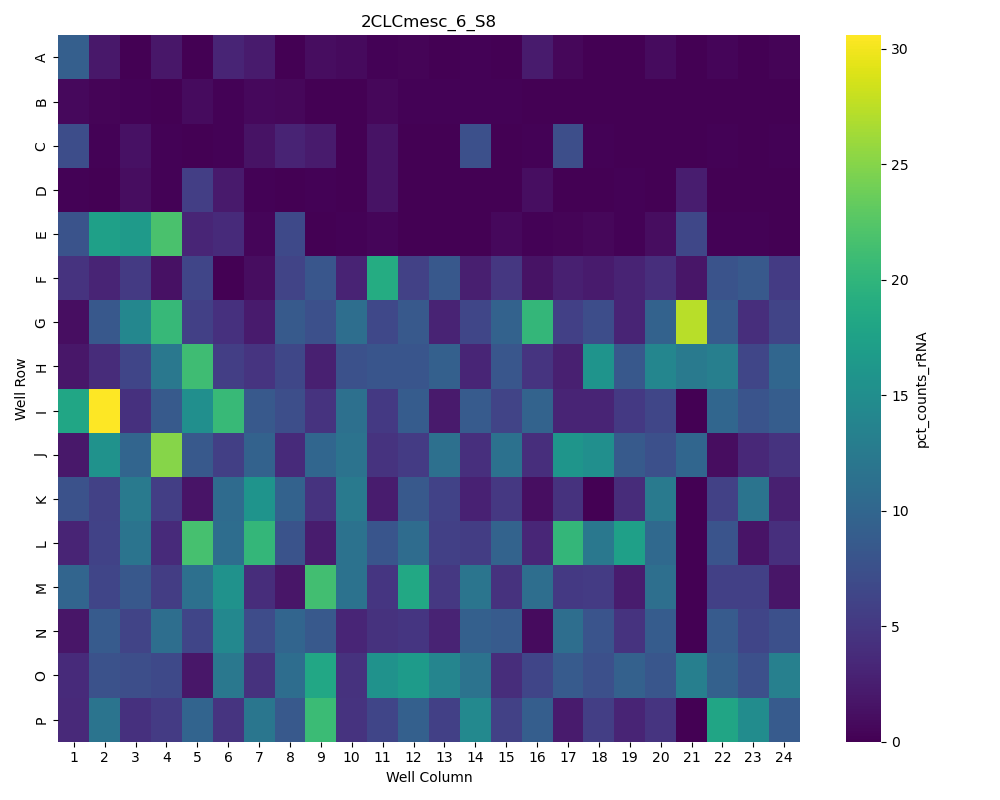 2CLCmesc_6_S8
A
B
C
D
E
F
G
H
I
J
K
L
M
N
O
P
Well Row
1 2 3 4 5 6 7 8 9 10 11 12 13 14 15 16 17 18 19 20 21 22 23 24
Well Column
30
25
20
15
10
5
0
pct_counts_rRNA